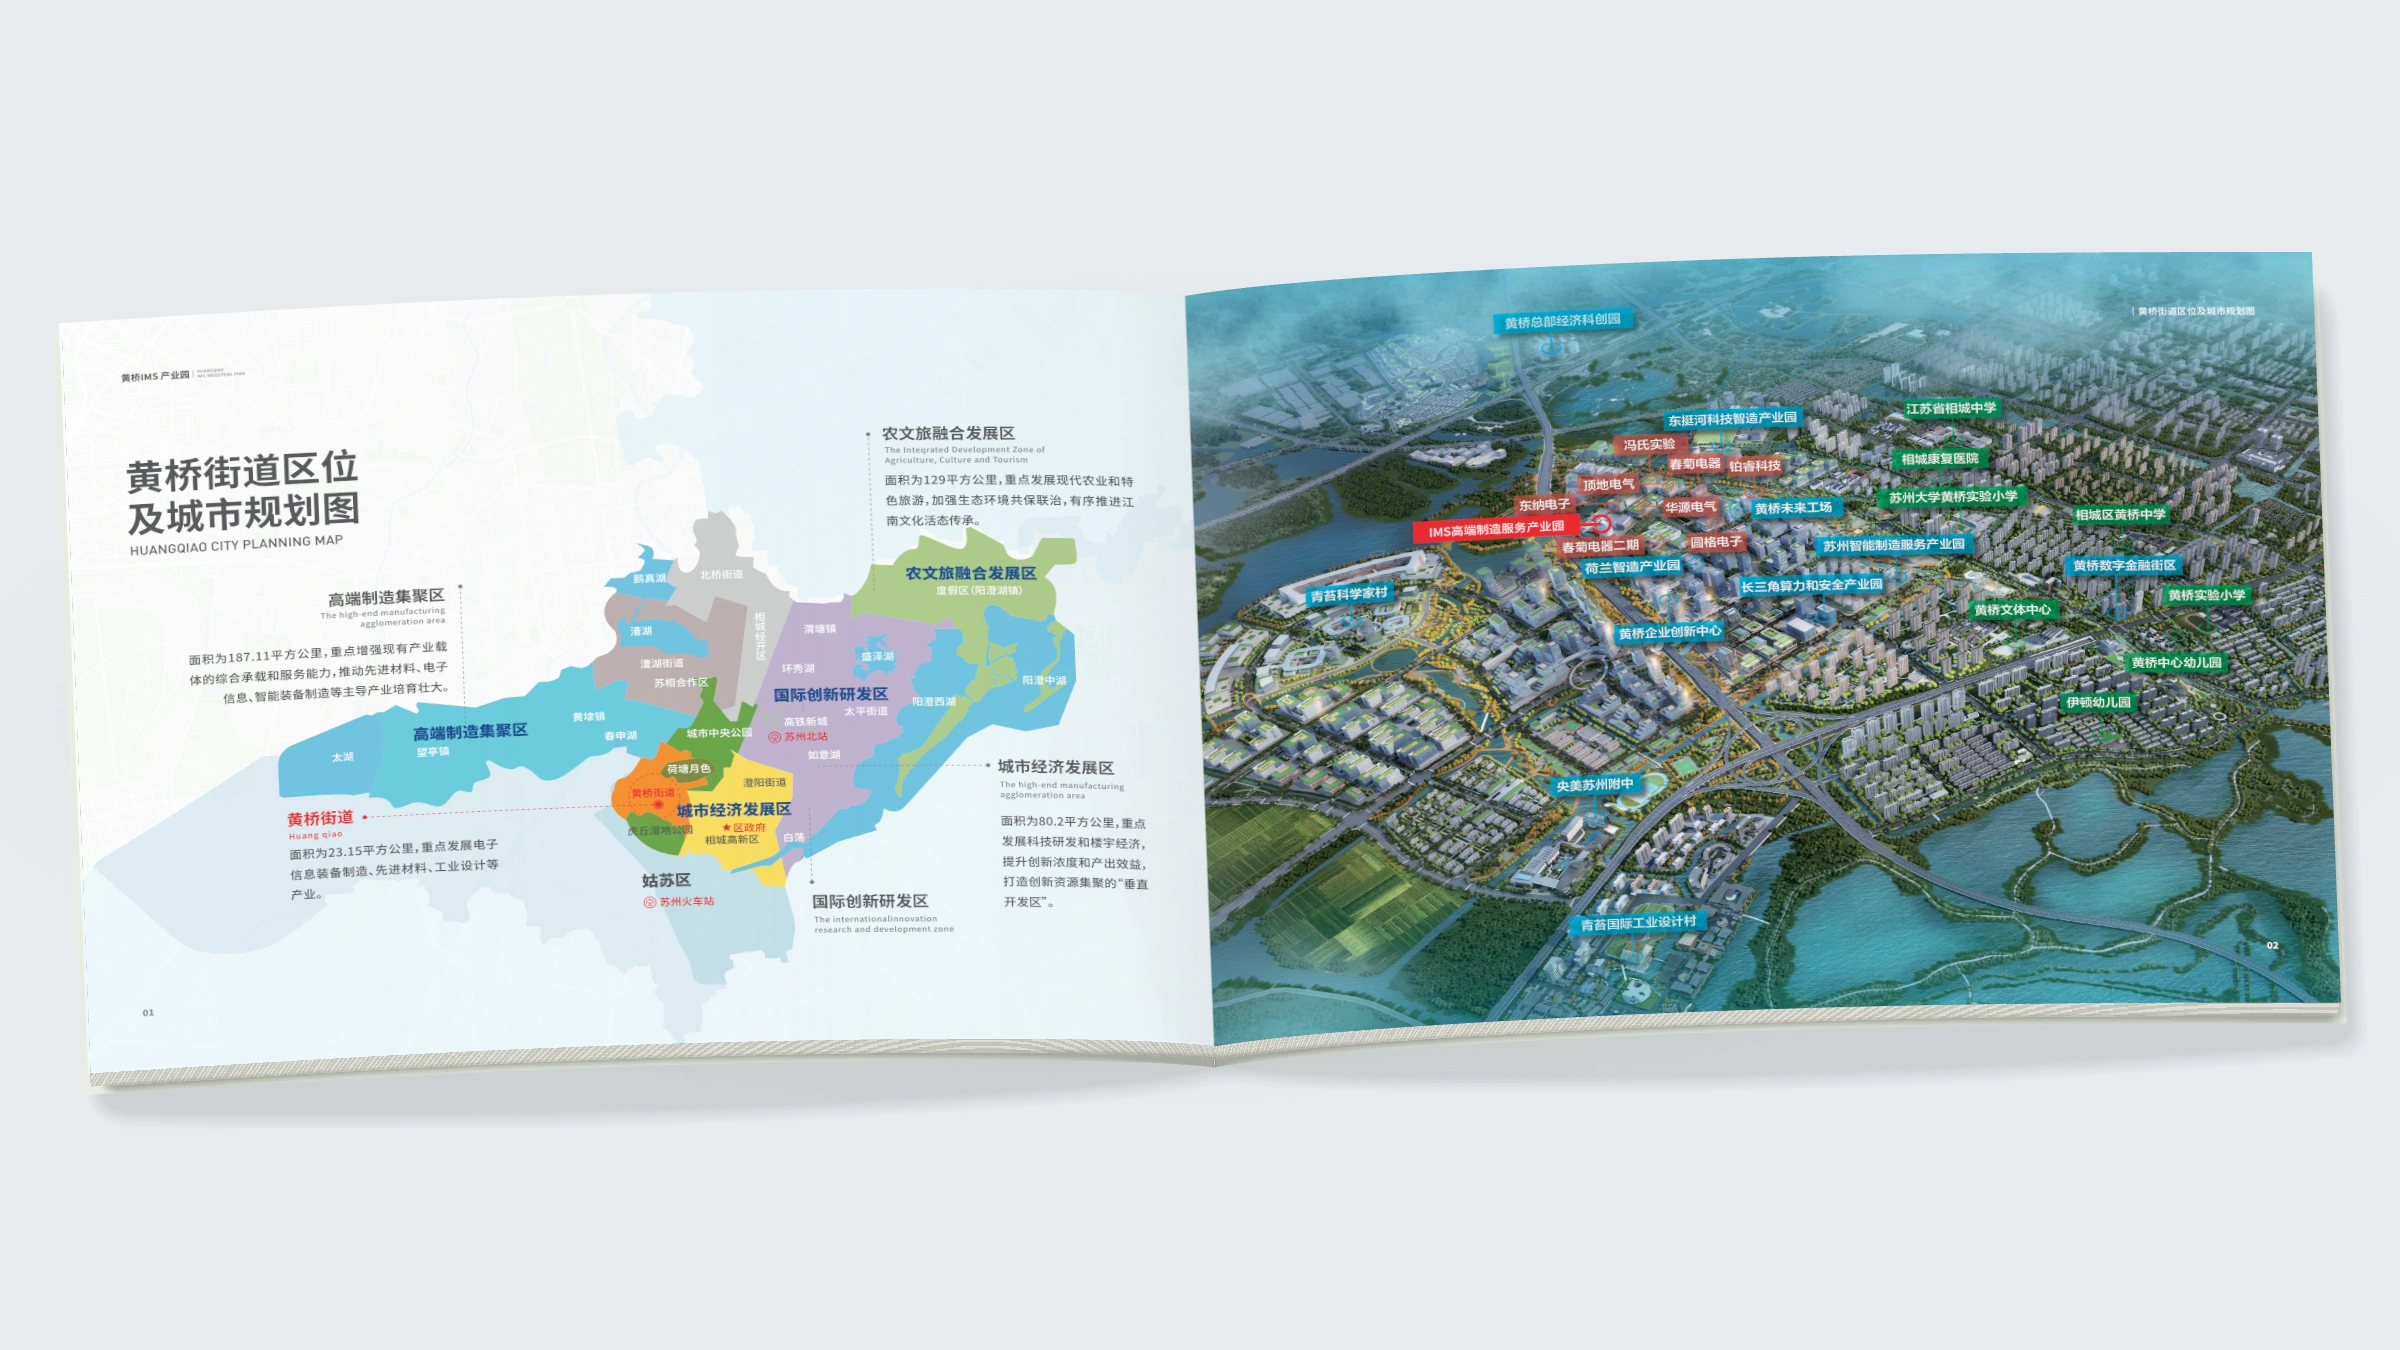 黄桥IMS 产业园
HUANGQIAO
IMS INDUSTRIAL PARK
黄桥街道区位
及城市规划图
HUANGQIAO CITY PLANNING MAP
高端制造集聚区
The high-end manufacturing
agglomeration area
面积为187.11平方公里，重点增强现有产业载
体的综合承载和服务能力，推动先进材料、电子
信息、智能装备制造等主导产业培育壮大。
农文旅融合发展区
The Integrated Development Zone of
Agriculture, Culture and Tourism
面积为129平方公里，重点发展现代农业和特
色旅游，加强生态环境共保联治，有序推进江
南文化活态传承。
鹅真湖
北桥街道
农文旅融合发展区
度假区（阳澄湖镇）
漕湖
相城经开区
渭塘镇
漕湖街道
苏相合作区
环秀湖
盛泽湖
阳澄中湖
国际创新研发区
太平街道
阳澄西湖
高铁新城
苏州北站
黄埭镇
高端制造集聚区
望亭镇
春申湖
城市中央公园
太湖
如意湖
荷塘月色
澄阳街道
黄桥街道
城市经济发展区
虎丘湿地公园
区政府
相城高新区
白荡
黄桥街道
Huang qiao
面积为23.15平方公里，重点发展电子
信息装备制造、先进材料、工业设计等
产业。
城市经济发展区
The high-end manufacturing
agglomeration area
面积为80.2平方公里，重点
发展科技研发和楼宇经济，
提升创新浓度和产出效益，
打造创新资源集聚的“垂直
开发区”。
姑苏区
苏州火车站
国际创新研发区
The internationalinnovation
research and development zone
01
黄桥街道区位及城市规划图
黄桥总部经济科创园
东挺河科技智造产业园
江苏省相城中学
冯氏实验
春菊电器
铂睿科技
相城康复医院
顶地电气
东纳电子
华源电气
黄桥未来工场
苏州大学黄桥实验小学
相城区黄桥中学
IMS高端制造服务产业园
春菊电器二期
圆格电子
苏州智能制造服务产业园
荷兰智造产业园
黄桥数字金融街区
青苔科学家村
长三角算力和安全产业园
黄桥实验小学
黄桥文体中心
黄桥企业创新中心
黄桥中心幼儿园
伊顿幼儿园
央美苏州附中
青苔国际工业设计村
02